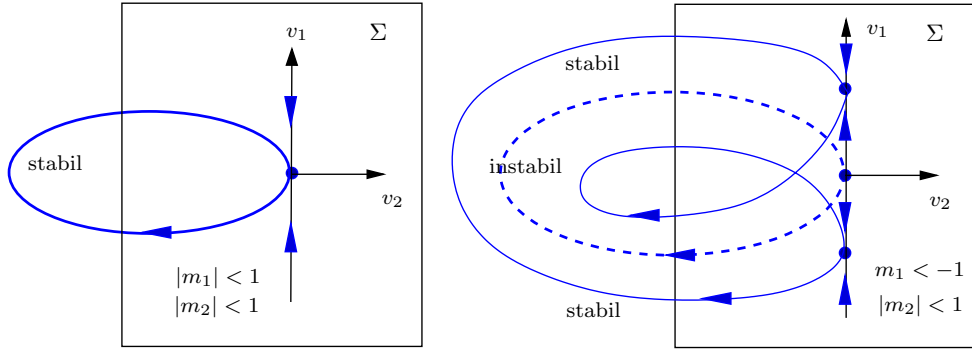 v₁
Σ
stabil
v₂
|m₁| < 1
|m₂| < 1
v₁
Σ
stabil
instabil
v₂
m₁ < −1
|m₂| < 1
stabil